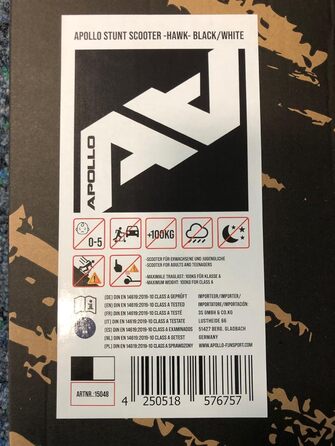 APOLLO STUNT SCOOTER -HAWK- BLACK/WHITE
APOLLO
0-5
+100KG
-SCOOTER FÜR ERWACHSENE UND JUGENDLICHE
-SCOOTER FOR ADULTS AND TEENAGERS
-MAXIMALE TRAGLAST: 100KG FÜR KLASSE A
-MAXIMUM WEIGHT: 100KG FOR CLASS A
(DE) DIN EN 14619:2019-10 CLASS A GEPRÜFT
(EN) DIN EN 14619:2019-10 CLASS A TESTED
(FR) DIN EN 14619:2019-10 CLASS A TESTÉ
(IT) DIN EN 14619:2019-10 CLASS A TESTATE
(ES) DIN EN 14619:2019-10 CLASS A EXAMINADOS
(NL) DIN EN 14619:2019-10 CLASS A GETEST
(PL) DIN EN 14619:2019-10 CLASS A SPRAWDZONY
IMPORTEUR/IMPORTER/
IMPORTATORE/IMPORTACIÓN:
3S GMBH & CO.KG
LUSTHEIDE 85
51427 BERG. GLADBACH
GERMANY
WWW.APOLLO-FUNSPORT.COM
ARTNR.:15048
4 250518 576757